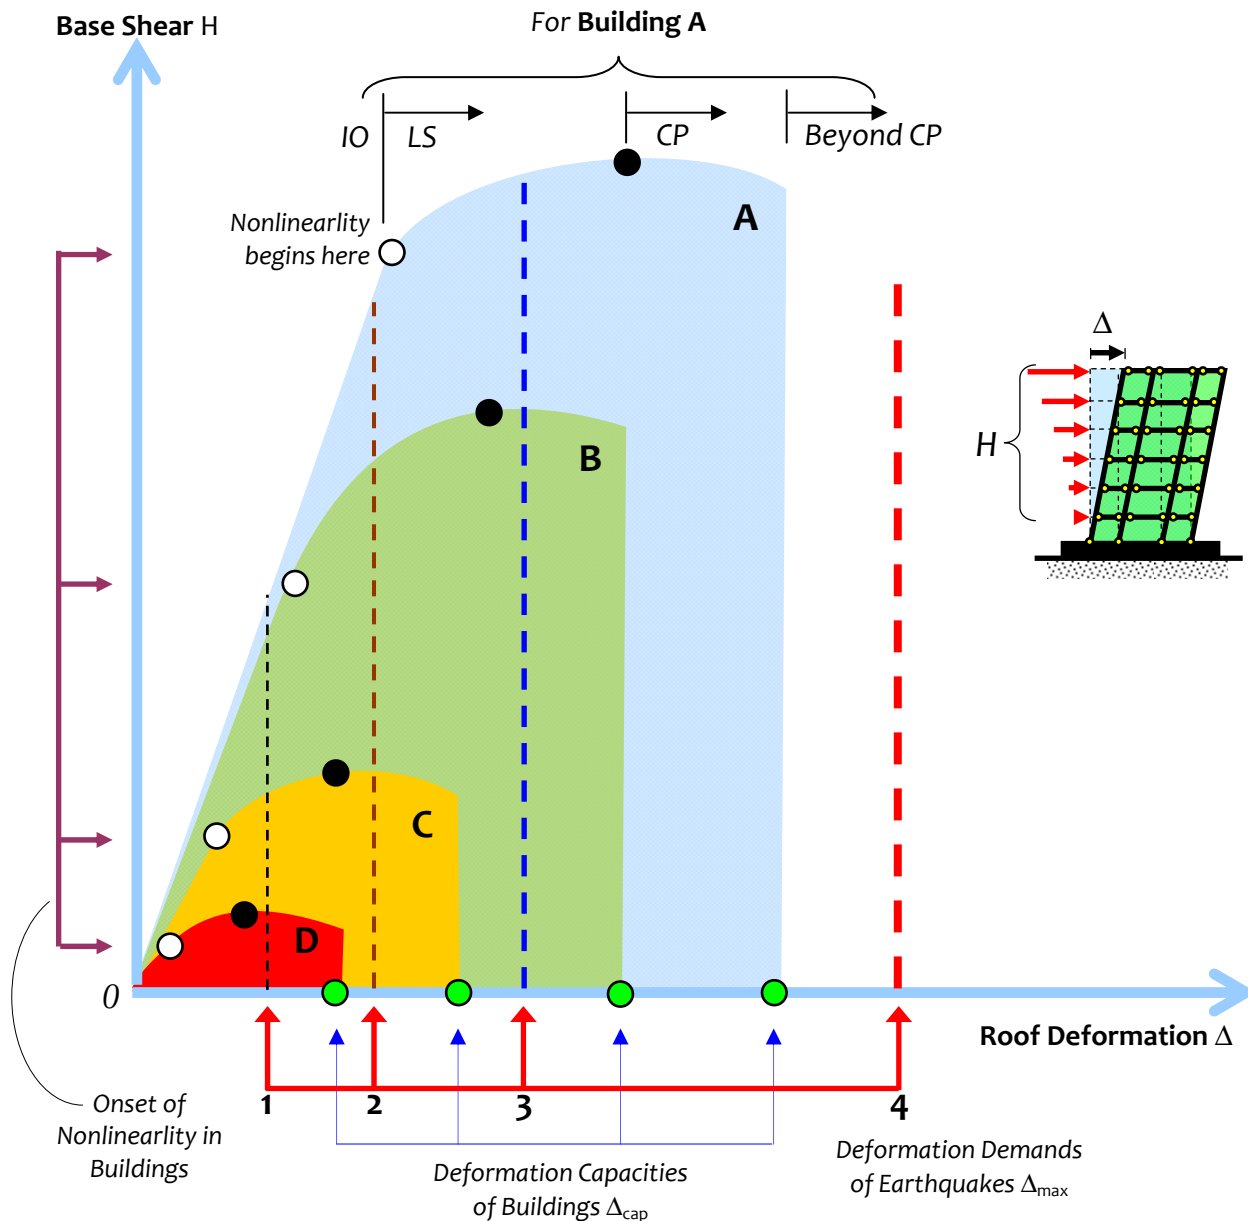 Base Shear H
For Building A
IO
LS
CP
Beyond CP
Nonlinearlity
begins here
A
B
C
D
Δ
H
0
Roof Deformation Δ
1
2
3
4
Onset of
Nonlinearlity in
Buildings
Deformation Capacities
of Buildings Δcap
Deformation Demands
of Earthquakes Δmax